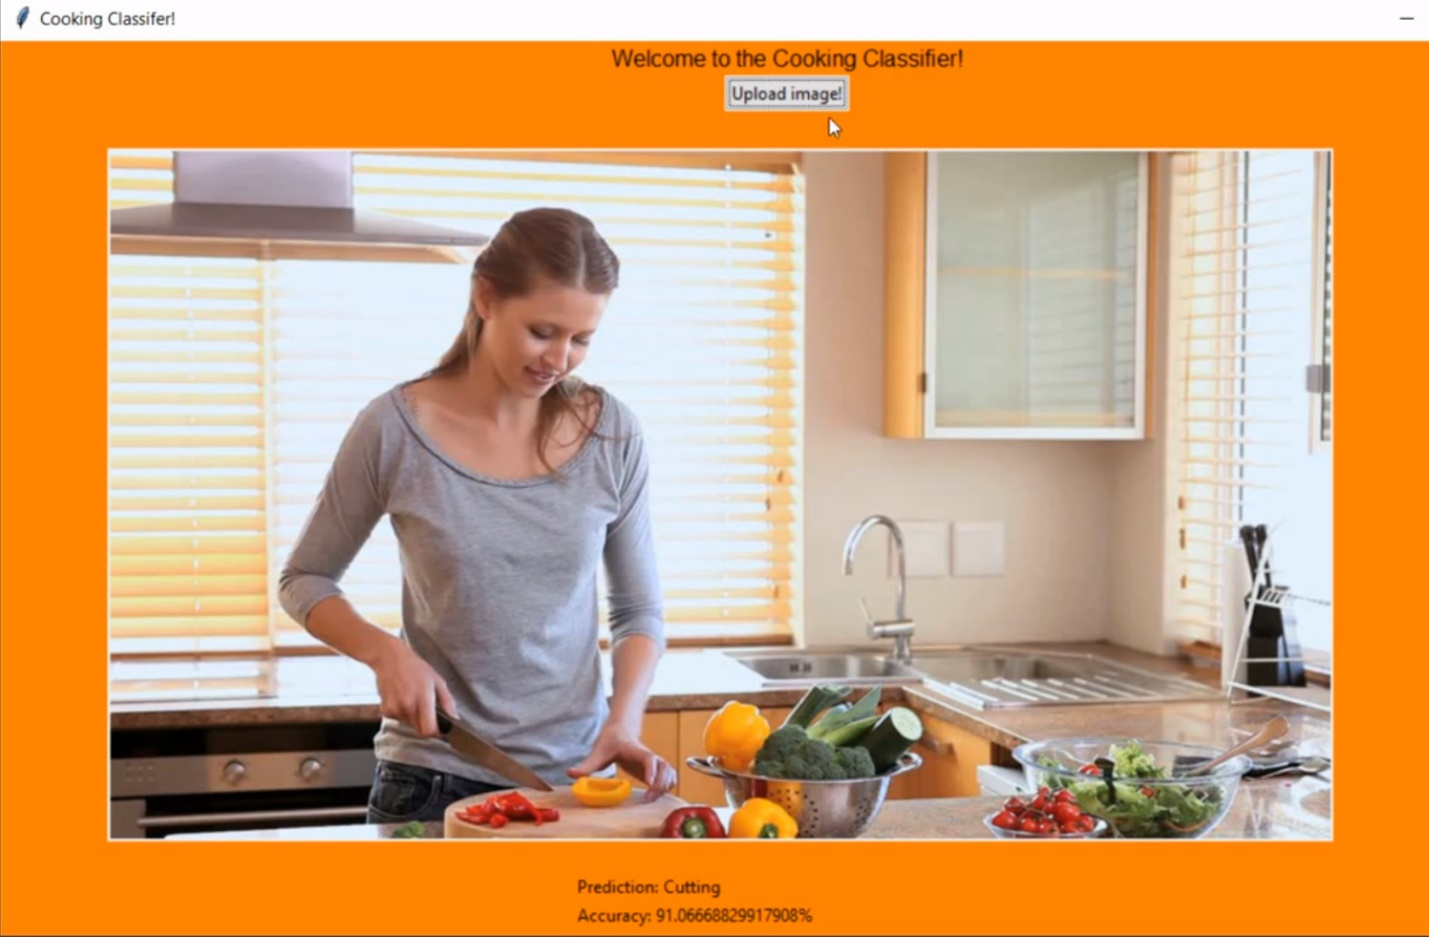 Cooking Classifer!
Welcome to the Cooking Classifier!
Upload image!
Prediction: Cutting
Accuracy: 91.06668829917908%